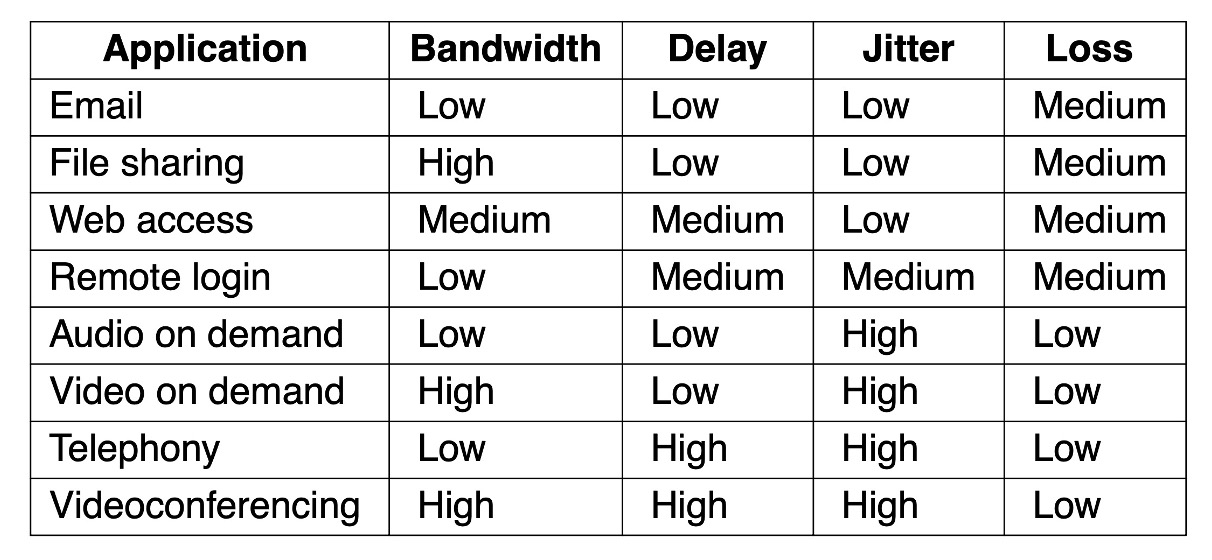 Application Bandwidth Delay Jitter Loss
Email Low Low Low Medium
File sharing High Low Low Medium
Web access Medium Medium Low Medium
Remote login Low Medium Medium Medium
Audio on demand Low Low High Low
Video on demand High Low High Low
Telephony Low High High Low
Videoconferencing High High High Low